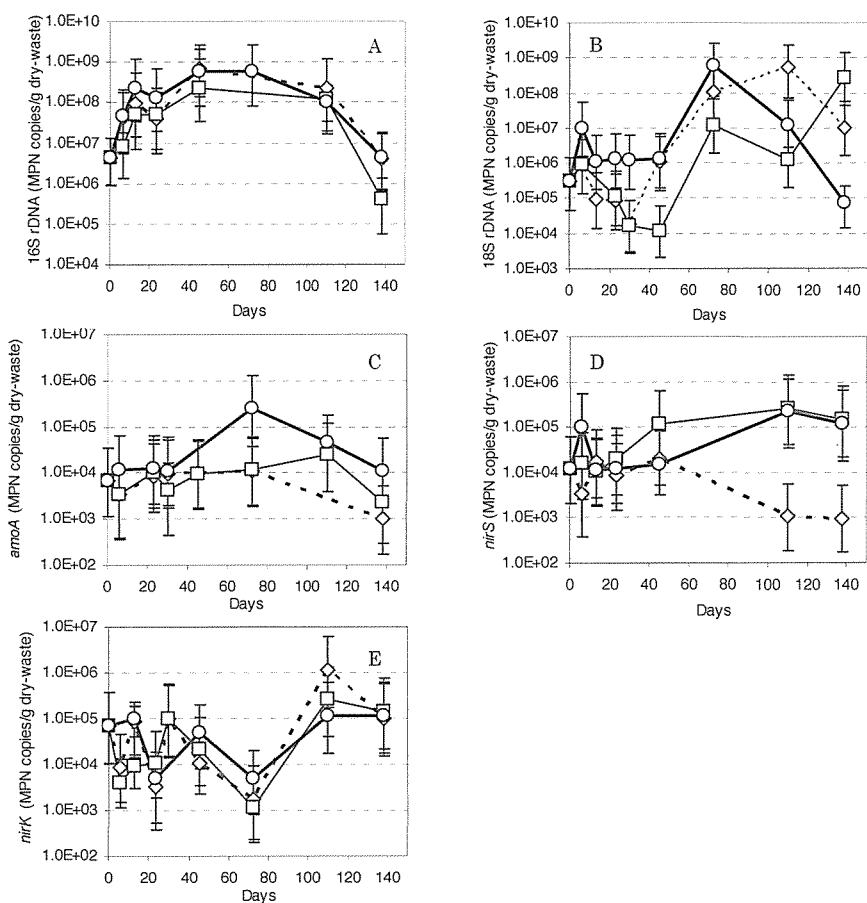 A
16S rDNA (MPN copies/g dry-waste)
1.0E+10
1.0E+09
1.0E+08
1.0E+07
1.0E+06
1.0E+05
1.0E+04
0 20 40 60 80 100 120 140
Days
B
18S rDNA (MPN copies/g dry-waste)
1.0E+10
1.0E+09
1.0E+08
1.0E+07
1.0E+06
1.0E+05
1.0E+04
1.0E+03
0 20 40 60 80 100 120 140
Days
C
amoA (MPN copies/g dry-waste)
1.0E+07
1.0E+06
1.0E+05
1.0E+04
1.0E+03
1.0E+02
0 20 40 60 80 100 120 140
Days
D
nirS (MPN copies/g dry-waste)
1.0E+07
1.0E+06
1.0E+05
1.0E+04
1.0E+03
1.0E+02
0 20 40 60 80 100 120 140
Days
E
nirK (MPN copies/g dry-waste)
1.0E+07
1.0E+06
1.0E+05
1.0E+04
1.0E+03
1.0E+02
0 20 40 60 80 100 120 140
Days